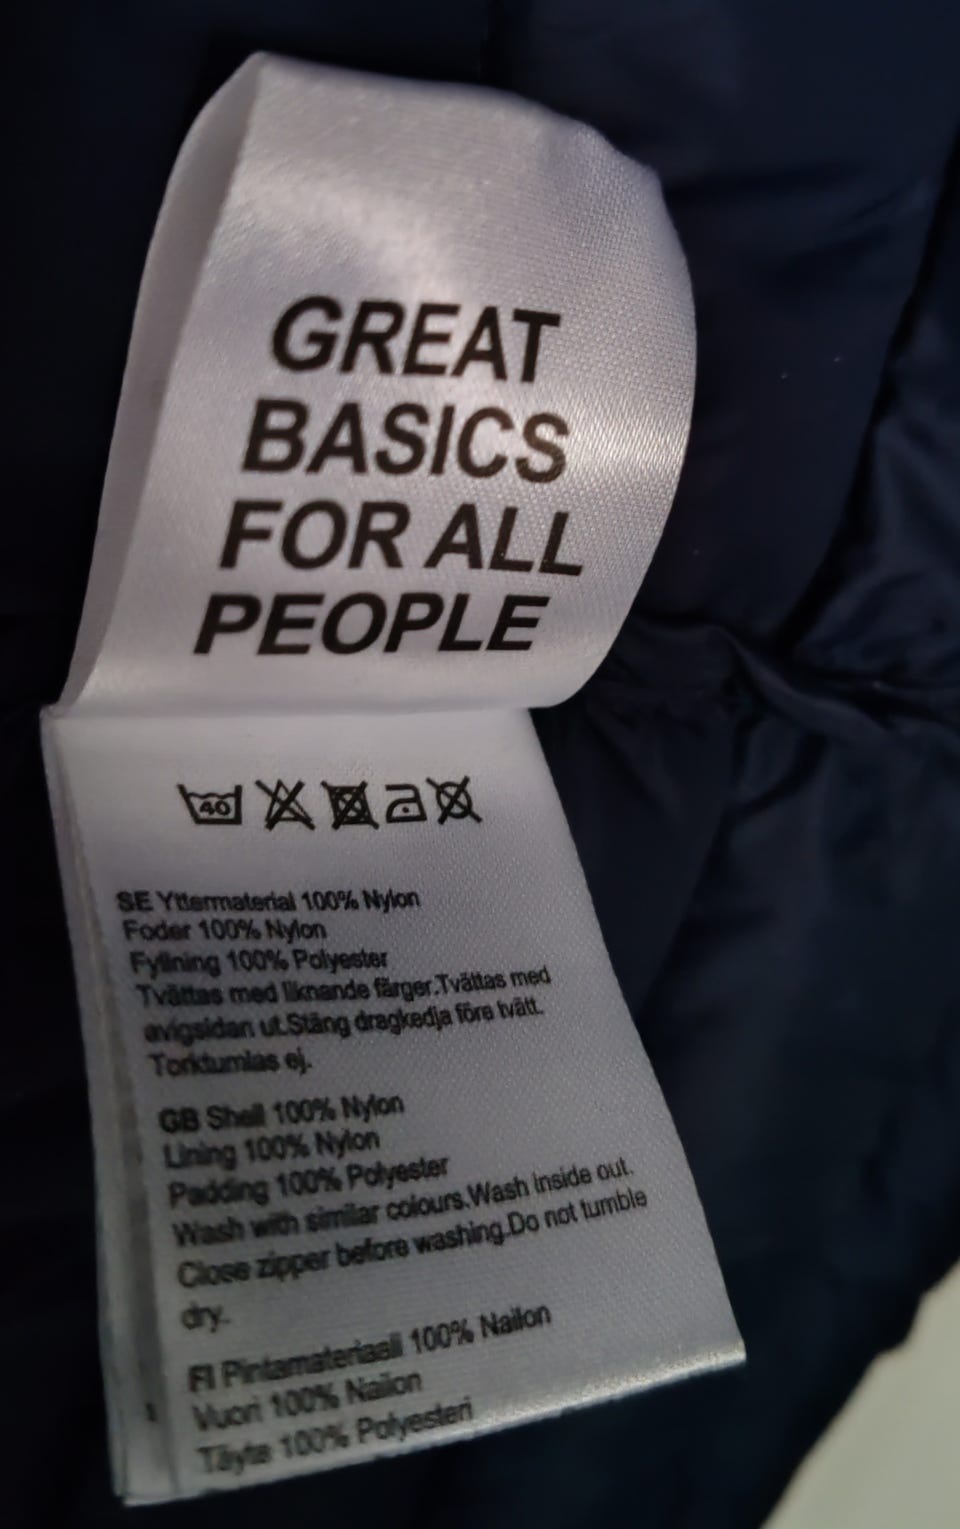 GREAT
BASICS
FOR ALL
PEOPLE
40
SE Yttermaterial 100% Nylon
Foder 100% Nylon
Fyllning 100% Polyester
Tvättas med liknande färger.Tvättas med
avigsidan ut.Stäng dragkedja före tvätt.
Torktumlas ej.
GB Shell 100% Nylon
Lining 100% Nylon
Padding 100% Polyester
Wash with similar colours.Wash inside out.
Close zipper before washing.Do not tumble
dry.
FI Pintamateriaali 100% Nailon
Vuori 100% Nailon
Täyte 100% Polyesteri